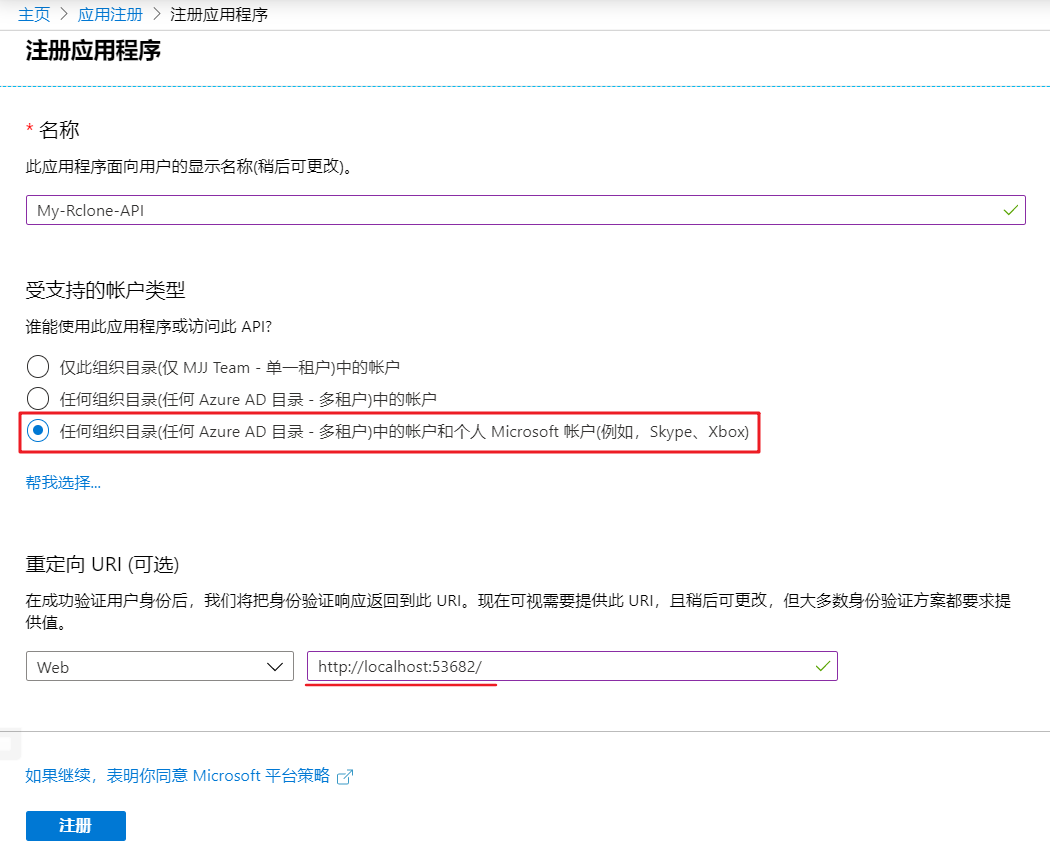 主页 > 应用注册 > 注册应用程序
注册应用程序
* 名称
此应用程序面向用户的显示名称(稍后可更改)。
My-Rclone-API
受支持的帐户类型
谁能使用此应用程序或访问此 API?
仅此组织目录(仅 MJJ Team - 单一租户)中的帐户
任何组织目录(任何 Azure AD 目录 - 多租户)中的帐户
任何组织目录(任何 Azure AD 目录 - 多租户)中的帐户和个人 Microsoft 帐户(例如，Skype、Xbox)
帮我选择...
重定向 URI (可选)
在成功验证用户身份后，我们将把身份验证响应返回到此 URI。现在可视需要提供此 URI，且稍后可更改，但大多数身份验证方案都要求提
供值。
Web
http://localhost:53682/
如果继续，表明你同意 Microsoft 平台策略
注册